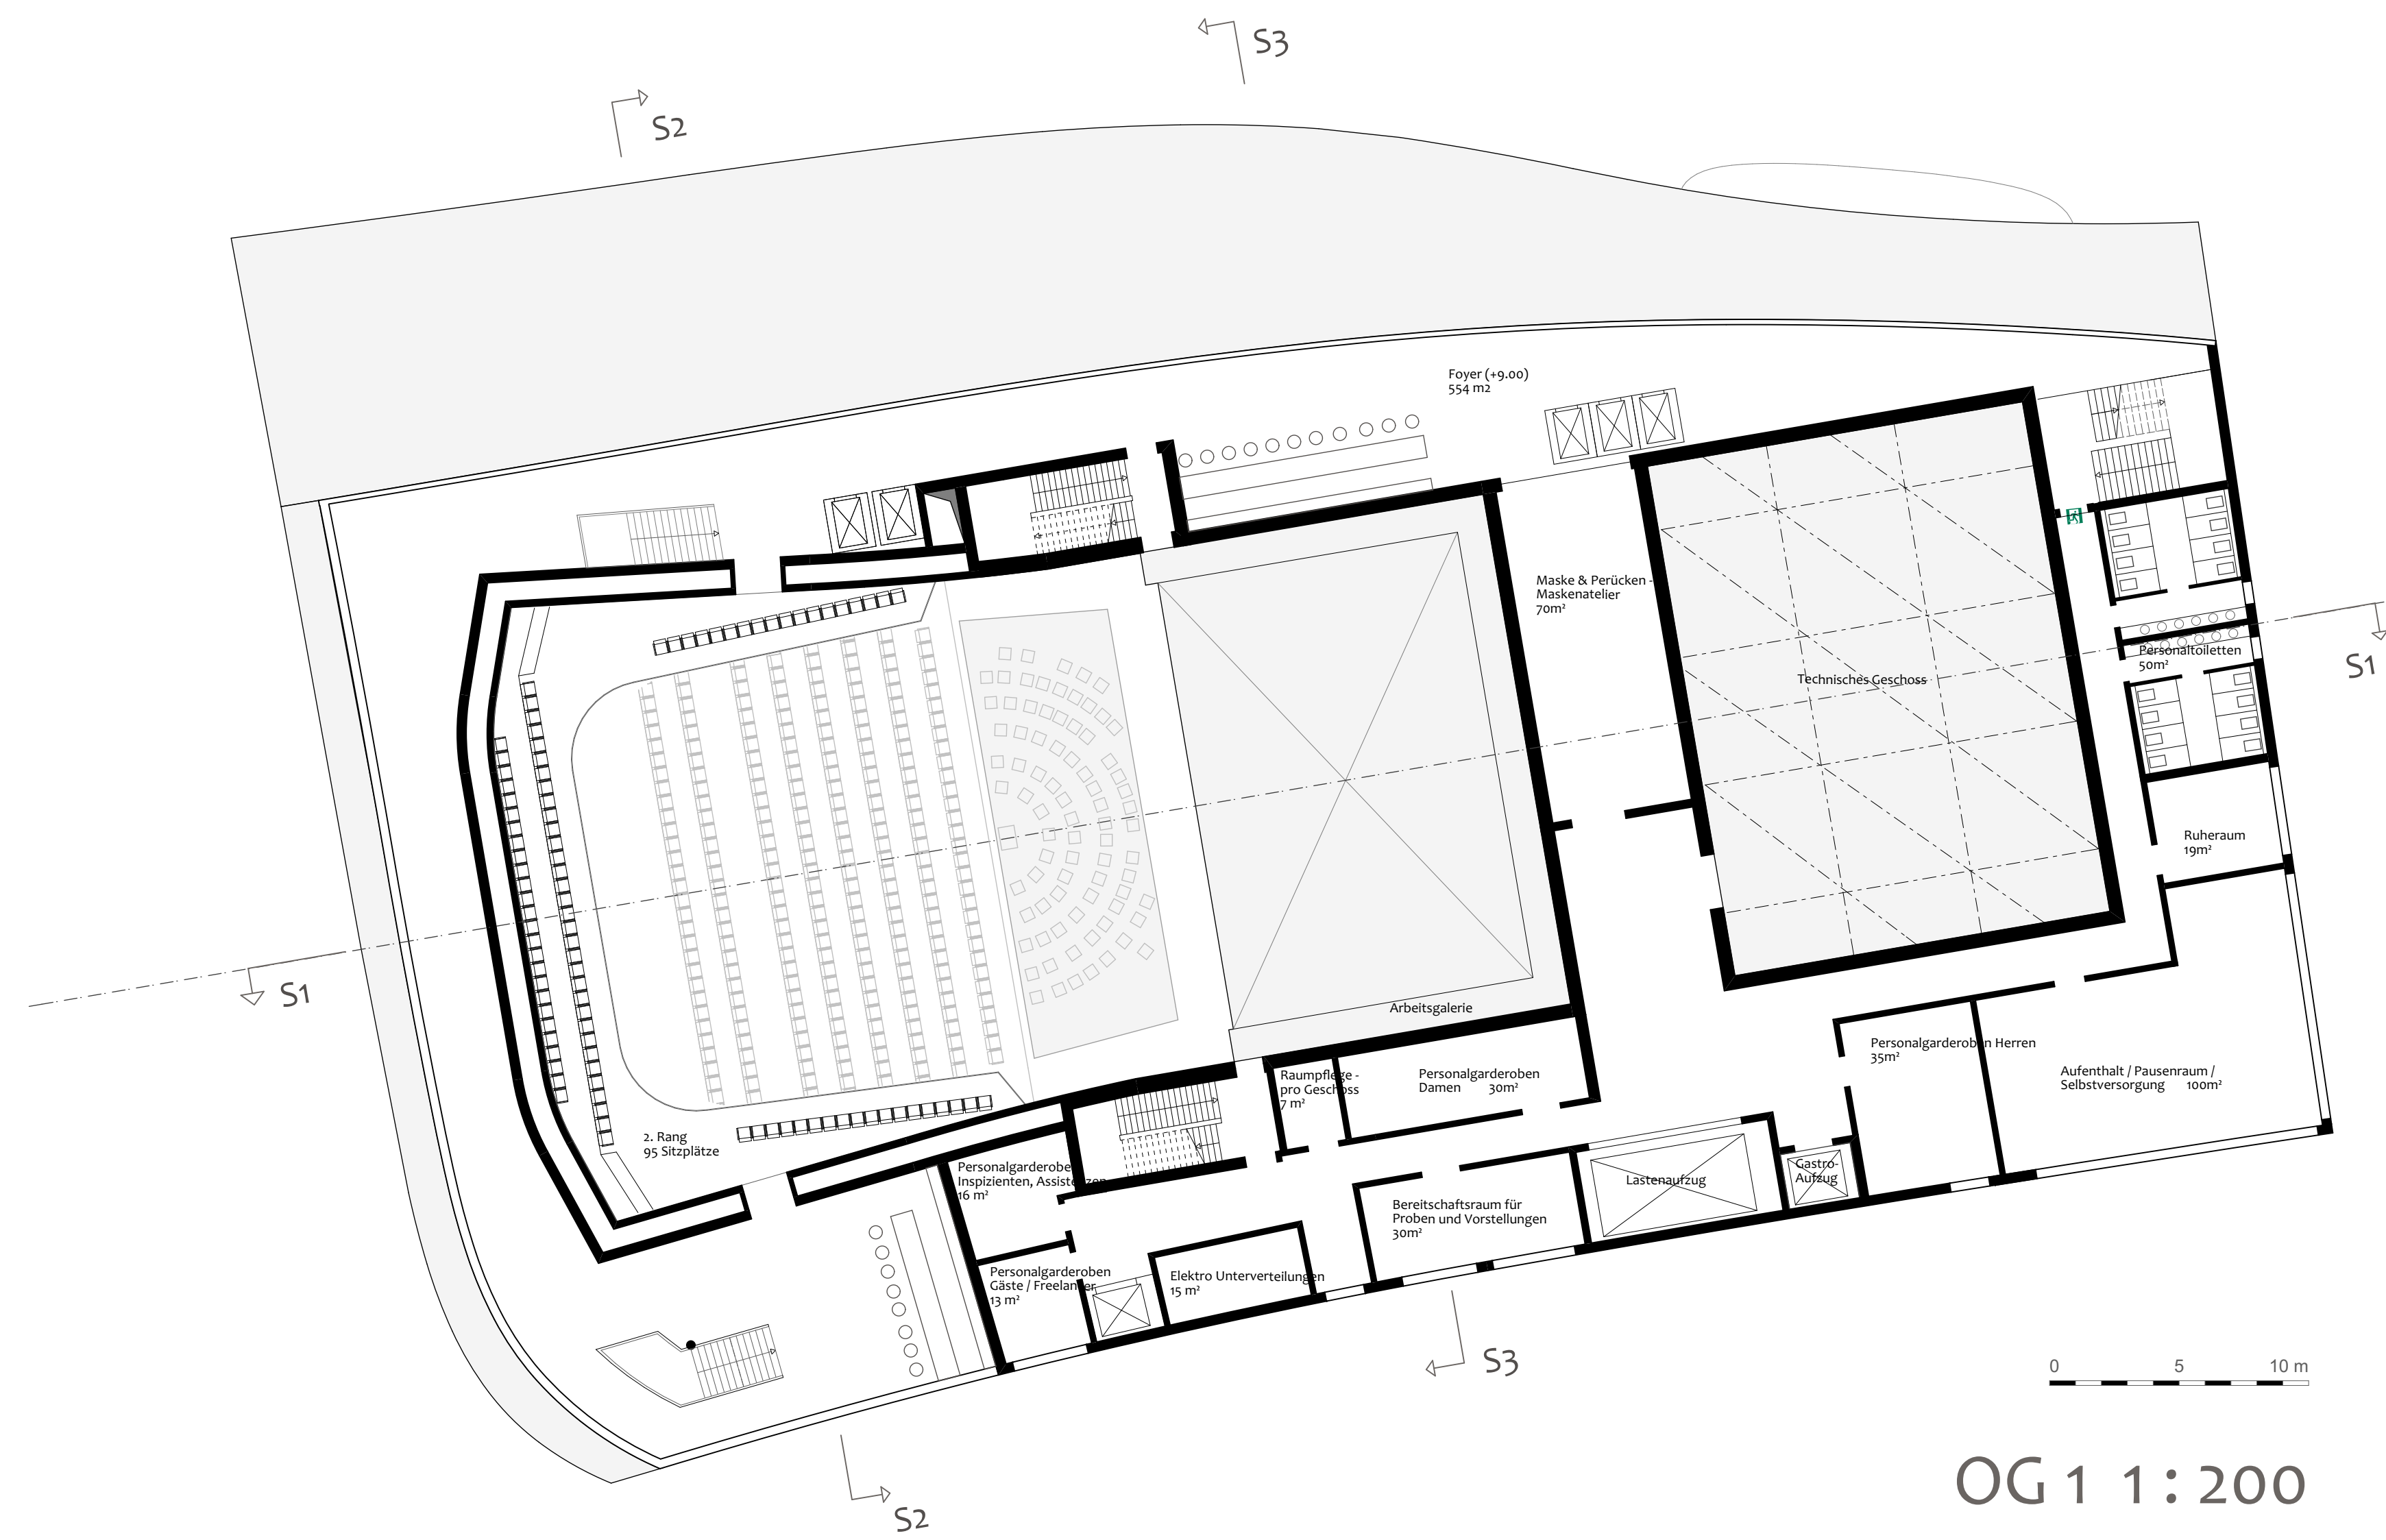 S3
S2
Foyer (+9.00)
554 m2
Maske & Perücken -
Maskenatelier
70m²
Personaltoiletten
50m²
S1
Technisches Geschoss
Ruheraum
19m²
S1
Arbeitsgalerie
Personalgarderoben Herren
35m²
Aufenthalt / Pausenraum /
Selbstversorgung 100m²
Raumpflege -
pro Geschoss
7 m²
Personalgarderoben
Damen 30m²
2. Rang
95 Sitzplätze
Personalgarderoben
Inspizienten, Assistenzen
16 m²
Gastro-
Aufzug
Lastenaufzug
Bereitschaftsraum für
Proben und Vorstellungen
30m²
Personalgarderoben
Gäste / Freelancer
13 m²
Elektro Unterverteilungen
15 m²
S3
0 5 10 m
S2
OG 1 1 : 200